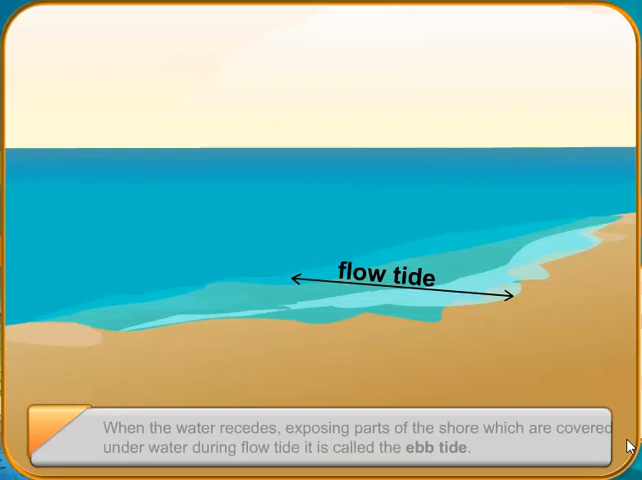 flow tide
When the water recedes, exposing parts of the shore which are covered
under water during flow tide it is called the ebb tide.